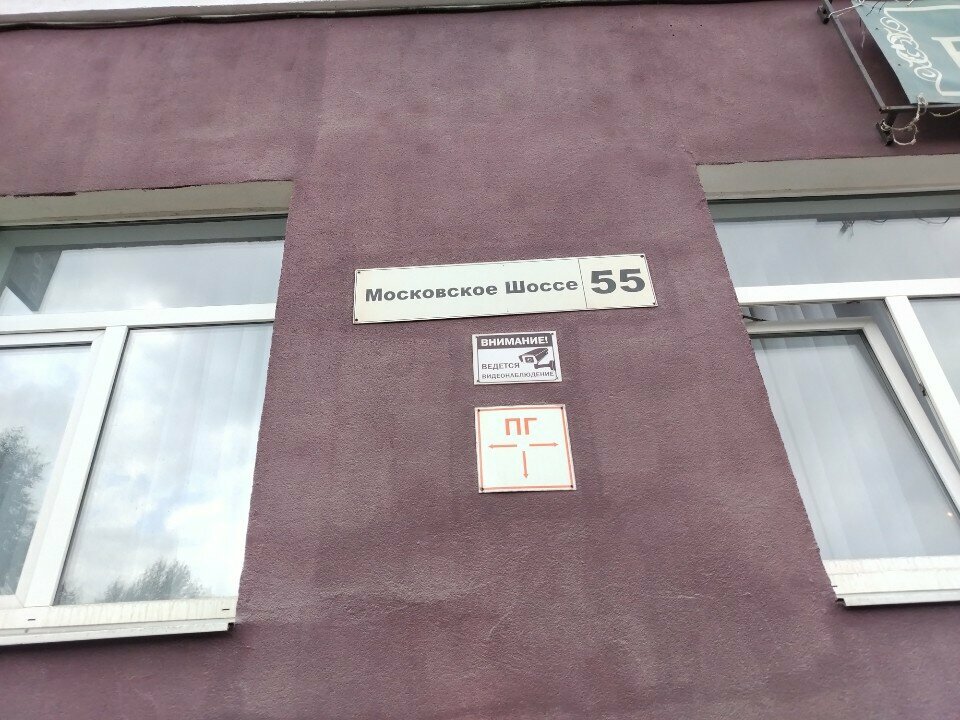 Московское Шоссе 55
ВНИМАНИЕ!
ВЕДЕТСЯ
ВИДЕОНАБЛЮДЕНИЕ
ПГ